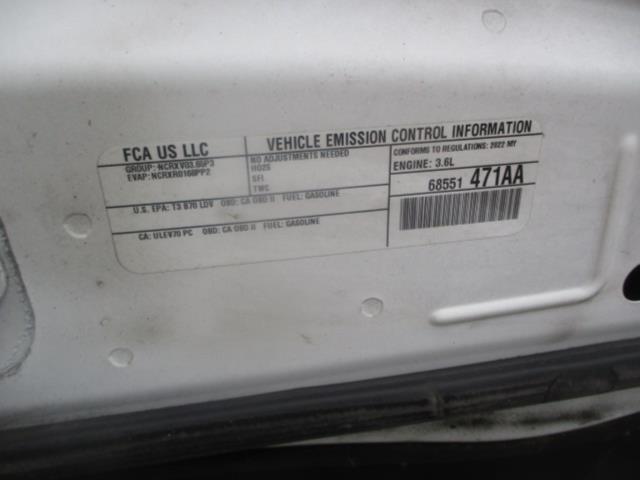 FCA US LLC
GROUP: NCRXV03.65P3
EVAP: NCRXR0160PP2
VEHICLE EMISSION CONTROL INFORMATION
NO ADJUSTMENTS NEEDED
HO2S
SFI
TWC
CONFORMS TO REGULATIONS: 2022 MY
ENGINE: 3.6L
68551 471AA
U.S. EPA: T3 B70 LDV OBD: CA OBD II FUEL: GASOLINE
CA: ULEV70 PC OBD: CA OBD II FUEL: GASOLINE